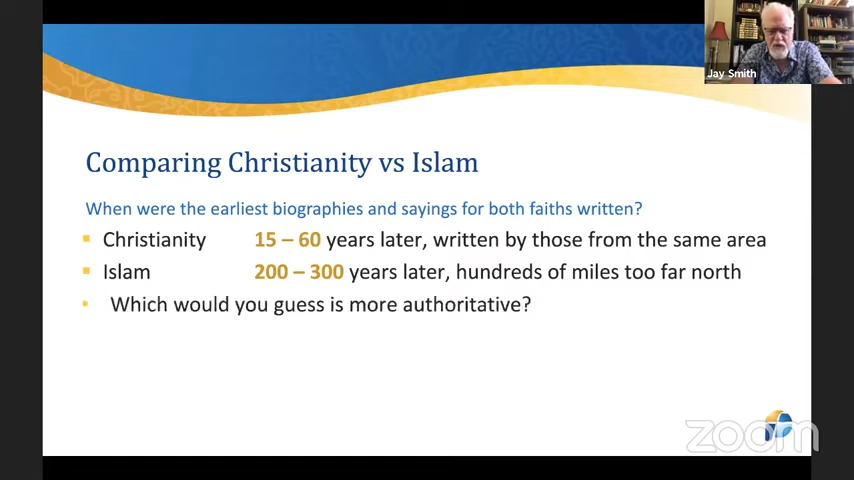 Jay Smith
Comparing Christianity vs Islam
When were the earliest biographies and sayings for both faiths written?
Christianity 15 – 60 years later, written by those from the same area
Islam 200 – 300 years later, hundreds of miles too far north
Which would you guess is more authoritative?
zoom